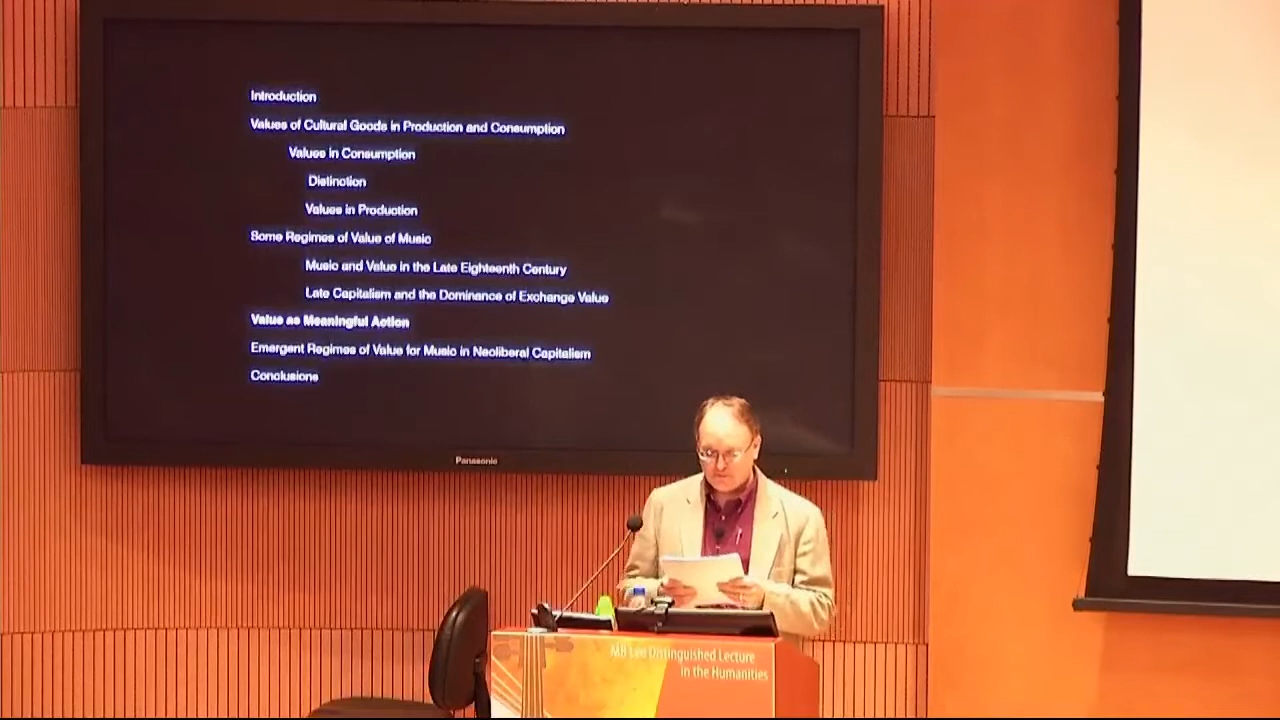 Introduction
Values of Cultural Goods in Production and Consumption
Values in Consumption
Distinction
Values in Production
Some Regimes of Value of Music
Music and Value in the Late Eighteenth Century
Late Capitalism and the Dominance of Exchange Value
Value as Meaningful Action
Emergent Regimes of Value for Music in Neoliberal Capitalism
Conclusions
Panasonic
MB Lee Distinguished Lecture
in the Humanities